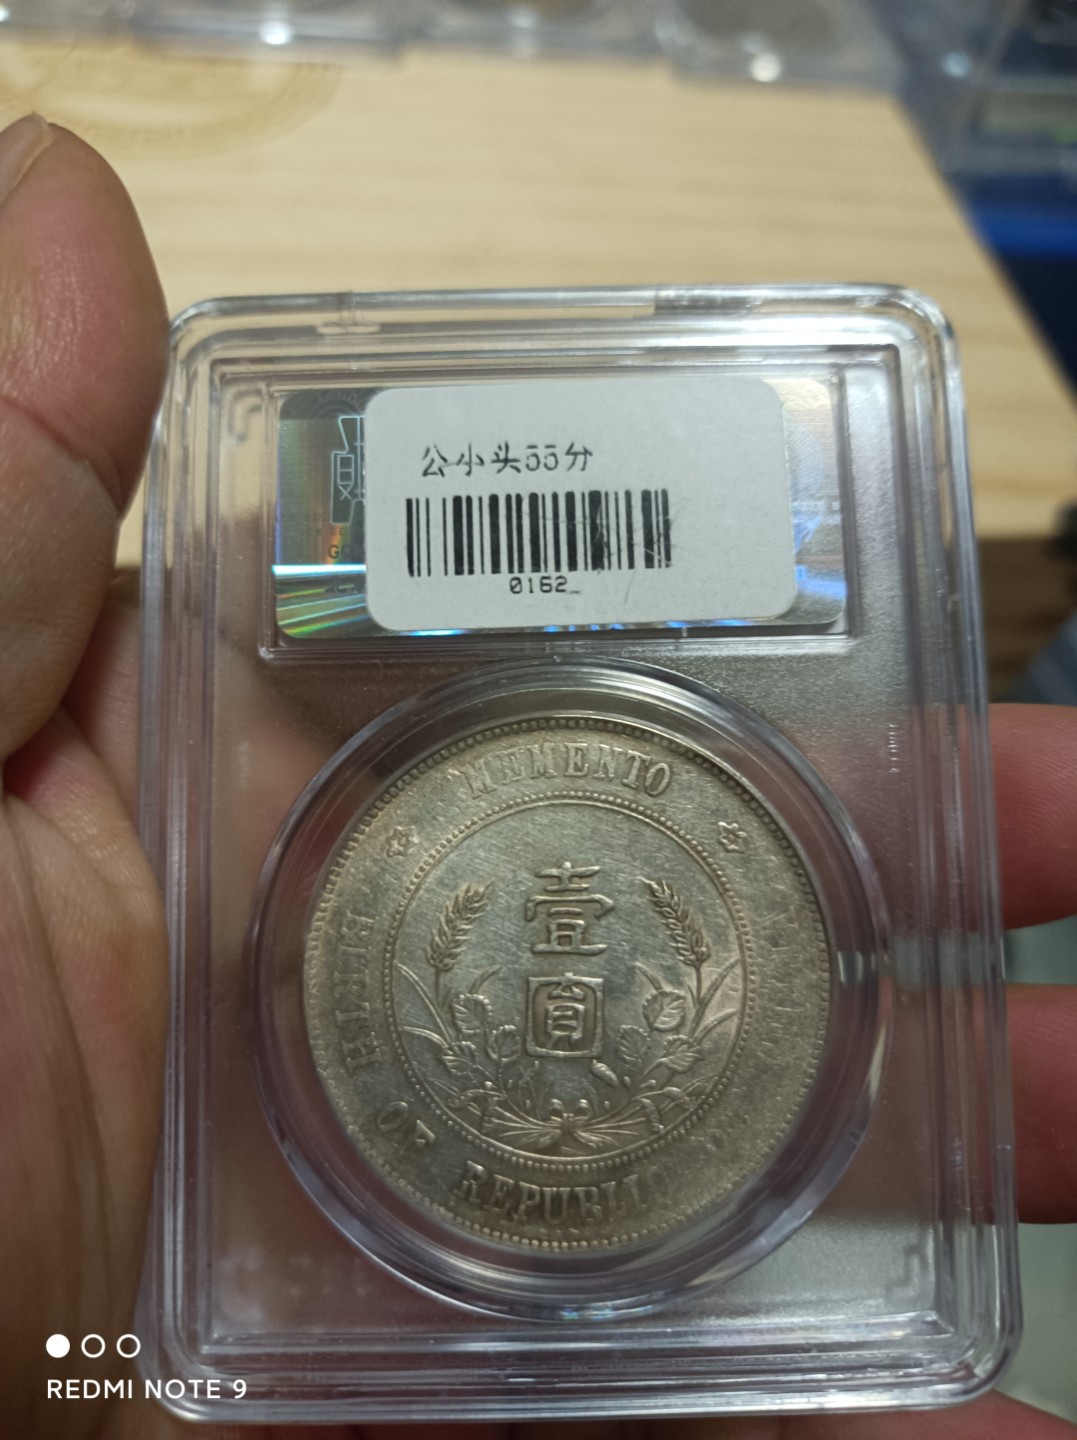 公小头55分
0162
MEMENTO
壹
圓
BIRTH
OF
REPUBLIC
REDMI NOTE 9